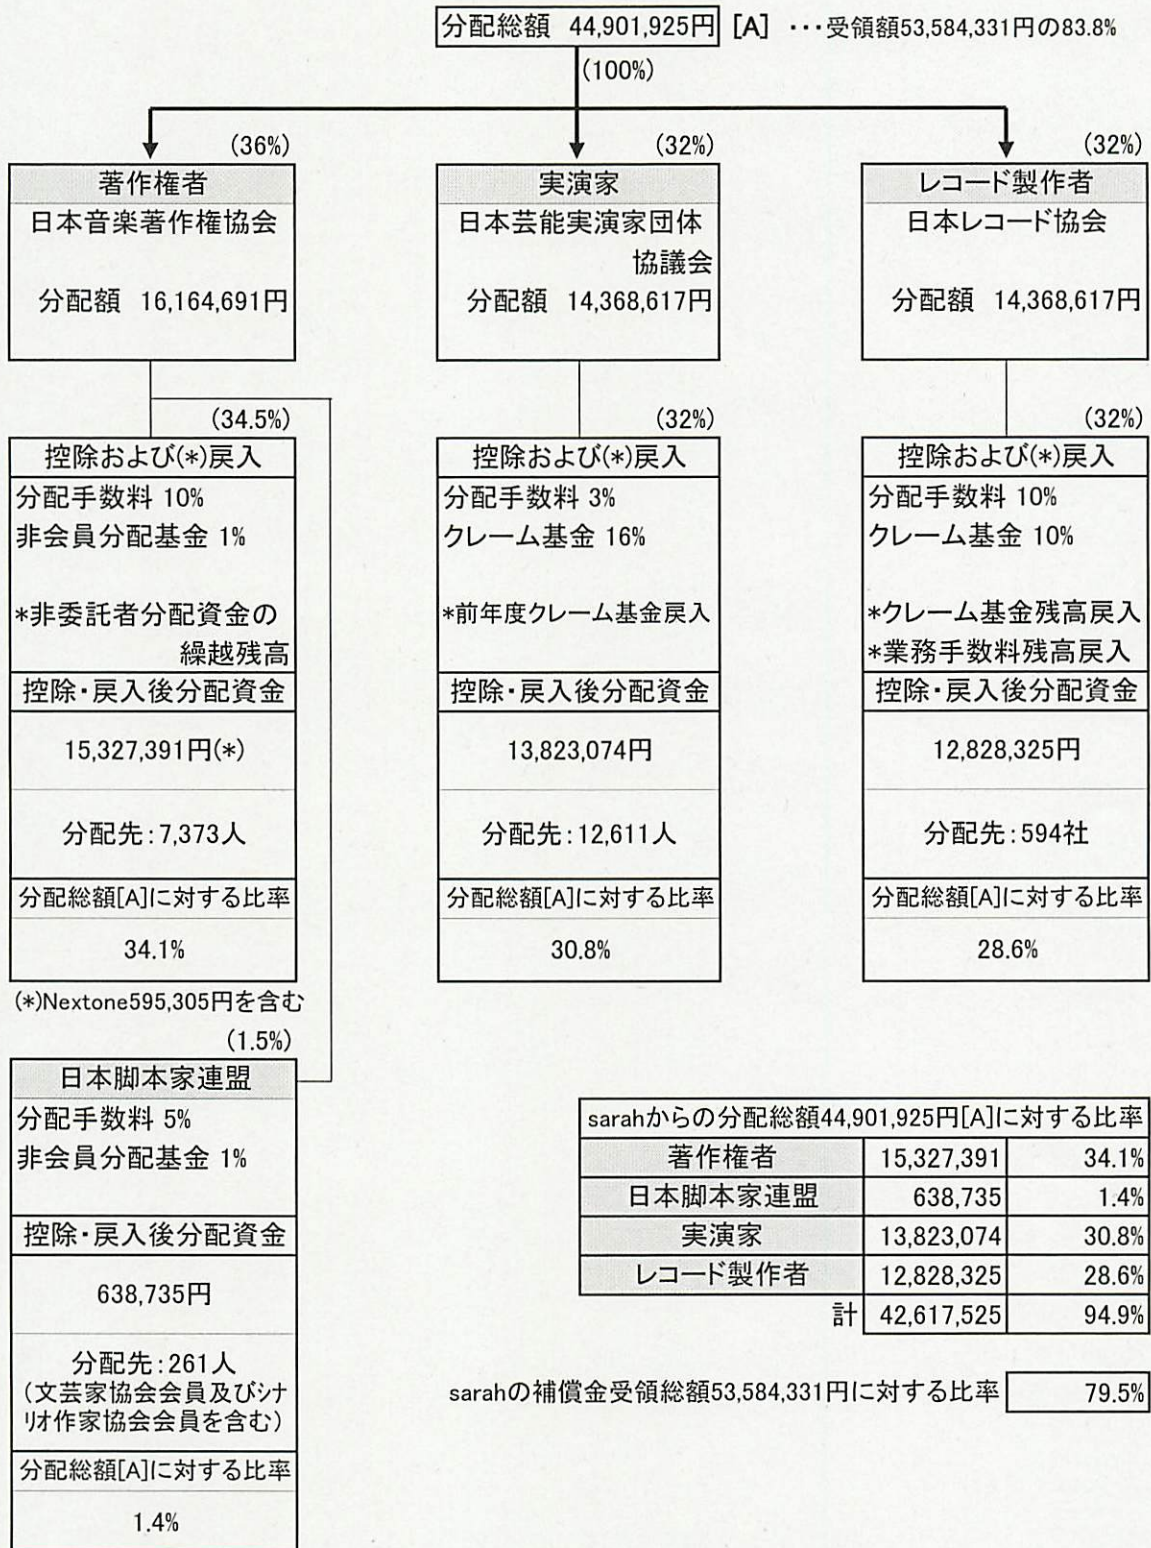 分配総額 44,901,925円 [A] ・・・受領額53,584,331円の83.8%
(100%)
(36%)
著作権者
日本音楽著作権協会
分配額 16,164,691円
(32%)
実演家
日本芸能実演家団体
協議会
分配額 14,368,617円
(32%)
レコード製作者
日本レコード協会
分配額 14,368,617円
(34.5%)
控除および(*)戻入
分配手数料 10%
非会員分配基金 1%
*非委託者分配資金の
繰越残高
控除・戻入後分配資金
15,327,391円(*)
分配先:7,373人
分配総額[A]に対する比率
34.1%
(*)Nextone595,305円を含む
(32%)
控除および(*)戻入
分配手数料 3%
クレーム基金 16%
*前年度クレーム基金戻入
控除・戻入後分配資金
13,823,074円
分配先:12,611人
分配総額[A]に対する比率
30.8%
(32%)
控除および(*)戻入
分配手数料 10%
クレーム基金 10%
*クレーム基金残高戻入
*業務手数料残高戻入
控除・戻入後分配資金
12,828,325円
分配先:594社
分配総額[A]に対する比率
28.6%
(1.5%)
日本脚本家連盟
分配手数料 5%
非会員分配基金 1%
控除・戻入後分配資金
638,735円
分配先:261人
(文芸家協会会員及びシナ
リオ作家協会会員を含む)
分配総額[A]に対する比率
1.4%
sarahからの分配総額44,901,925円[A]に対する比率
著作権者 15,327,391 34.1%
日本脚本家連盟 638,735 1.4%
実演家 13,823,074 30.8%
レコード製作者 12,828,325 28.6%
計 42,617,525 94.9%
sarahの補償金受領総額53,584,331円に対する比率 79.5%